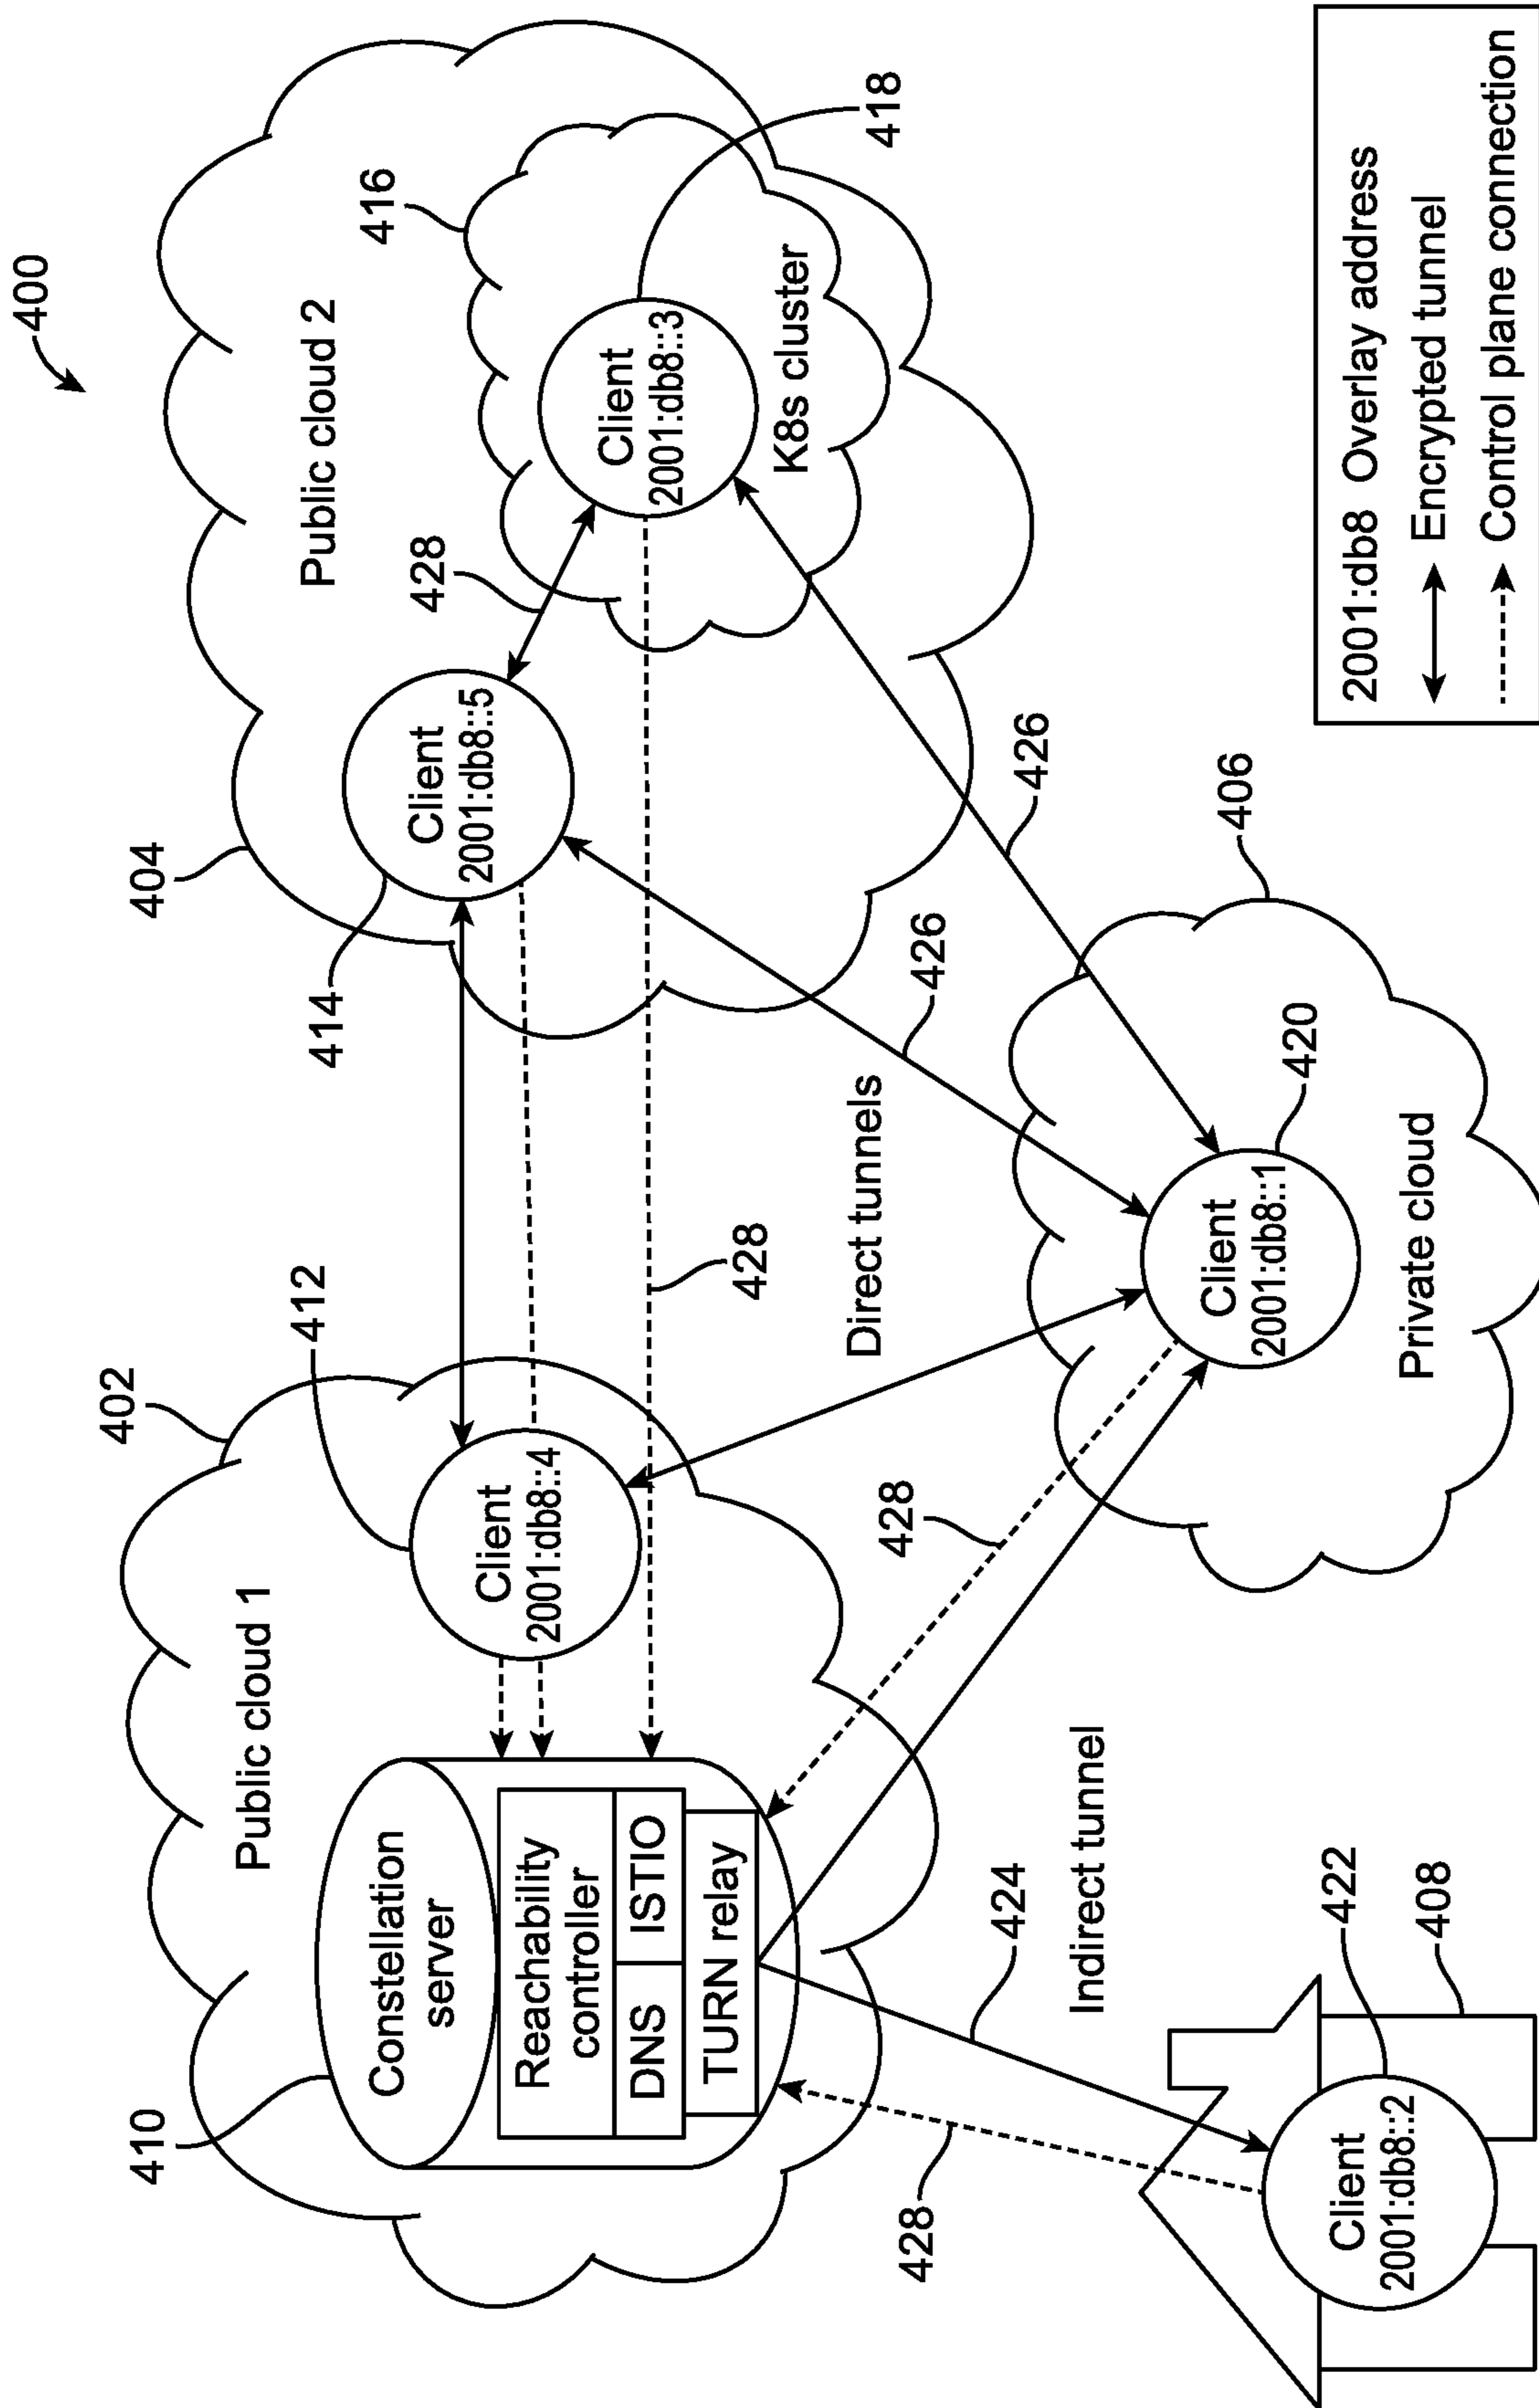 400
402
Public cloud 1
410
Constellation
server
Reachability
controller
DNS
ISTIO
TURN relay
412
Client
2001:db8::4
404
Public cloud 2
414
Client
2001:db8::5
428
416
Client
2001:db8::3
K8s cluster
418
428
Direct tunnels
426
426
428
406
Client
2001:db8::1
420
Private cloud
424
Indirect tunnel
428
422
408
Client
2001:db8::2
2001:db8 Overlay address
Encrypted tunnel
Control plane connection